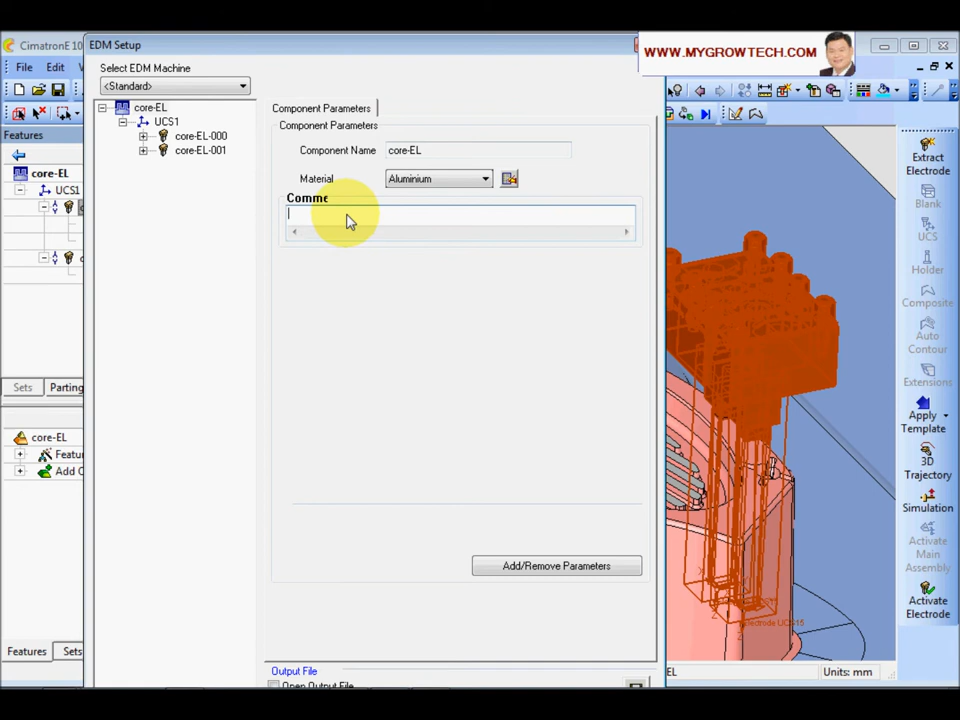 CimatronE 10
EDM Setup
WWW.MYGROWTECH.COM
File Edit
Select EDM Machine
<Standard>
core-EL
UCS1
core-EL-000
core-EL-001
Component Parameters
Component Parameters
Component Name core-EL
Material Aluminium
Comme
Add/Remove Parameters
Output File
Open Output File
Features
core-EL
UCS1
Sets Parting
core-EL
Featu
Add C
Features Sets
Extract
Electrode
Blank
UCS
Holder
Composite
Auto
Contour
Extensions
Apply
Template
3D
Trajectory
Simulation
Activate
Main
Assembly
Activate
Electrode
EL
Units: mm